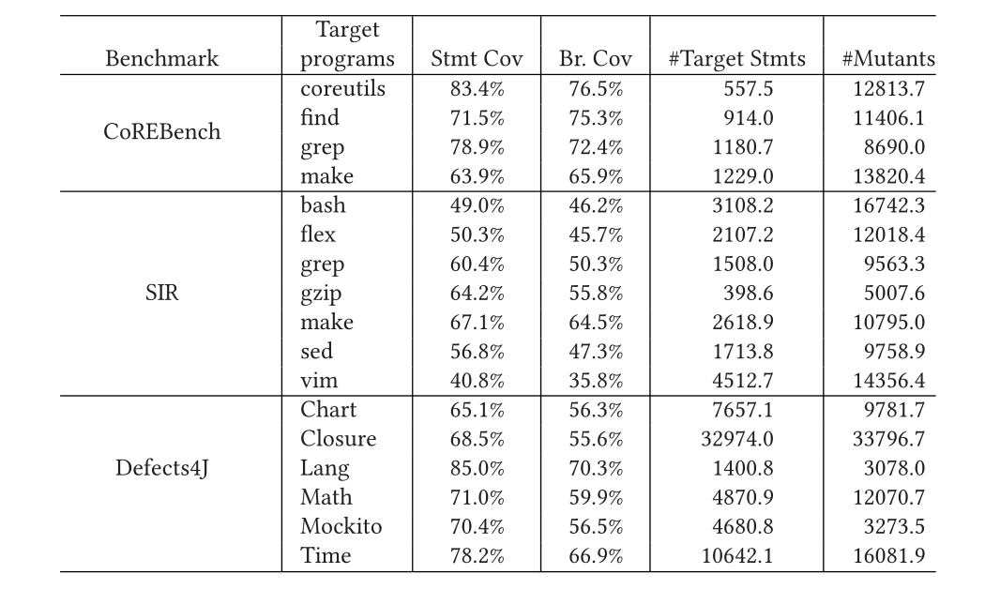 Target
Benchmark programs Stmt Cov Br. Cov #Target Stmts #Mutants
coreutils 83.4% 76.5% 557.5 12813.7
find 71.5% 75.3% 914.0 11406.1
CoREBench
grep 78.9% 72.4% 1180.7 8690.0
make 63.9% 65.9% 1229.0 13820.4
bash 49.0% 46.2% 3108.2 16742.3
flex 50.3% 45.7% 2107.2 12018.4
grep 60.4% 50.3% 1508.0 9563.3
SIR gzip 64.2% 55.8% 398.6 5007.6
make 67.1% 64.5% 2618.9 10795.0
sed 56.8% 47.3% 1713.8 9758.9
vim 40.8% 35.8% 4512.7 14356.4
Chart 65.1% 56.3% 7657.1 9781.7
Closure 68.5% 55.6% 32974.0 33796.7
Defects4J Lang 85.0% 70.3% 1400.8 3078.0
Math 71.0% 59.9% 4870.9 12070.7
Mockito 70.4% 56.5% 4680.8 3273.5
Time 78.2% 66.9% 10642.1 16081.9